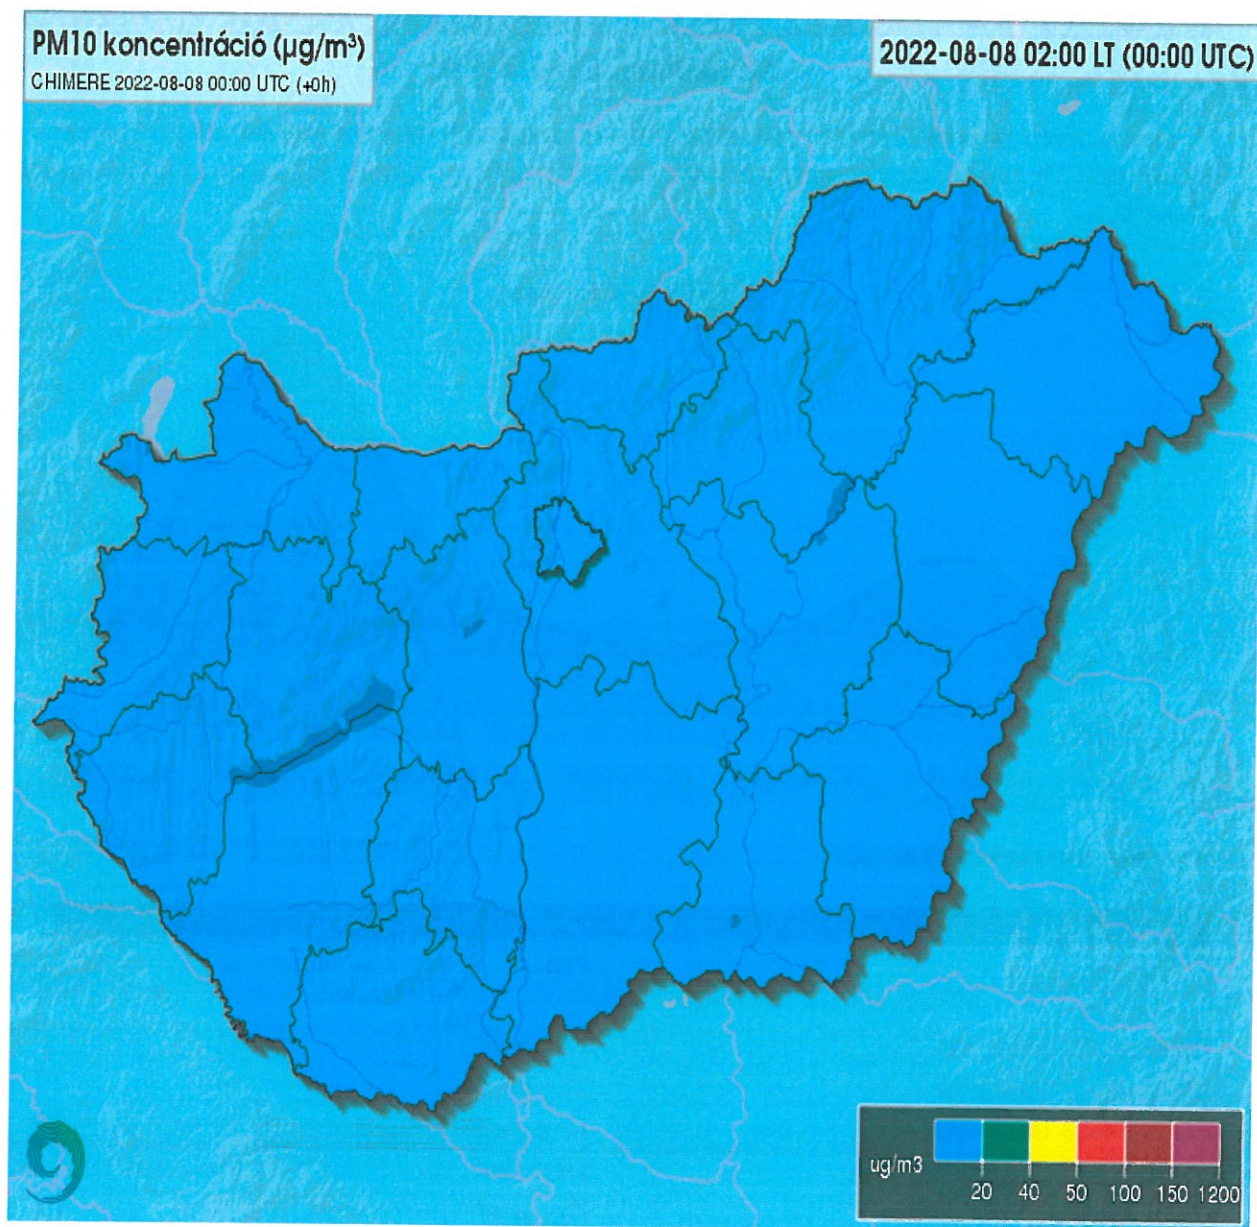 PM10 koncentráció (µg/m³)
CHIMERE 2022-08-08 00:00 UTC (+0h)
2022-08-08 02:00 LT (00:00 UTC)
ug/m3
20 40 50 100 150 1200